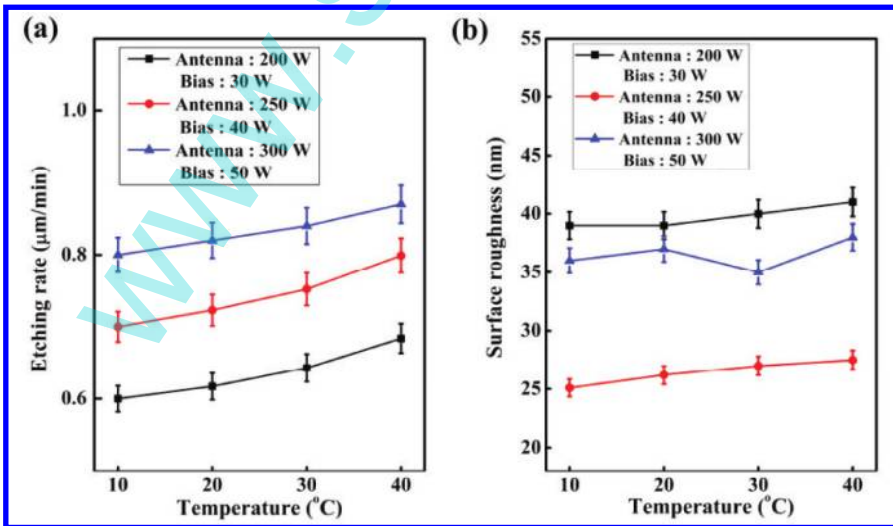 (a)
Antenna : 200 W
Bias : 30 W
Antenna : 250 W
Bias : 40 W
Antenna : 300 W
Bias : 50 W
1.0
0.8
0.6
Etching rate (μm/min)
10 20 30 40
Temperature (°C)
(b)
Antenna : 200 W
Bias : 30 W
Antenna : 250 W
Bias : 40 W
Antenna : 300 W
Bias : 50 W
55
50
45
40
35
30
25
20
18
Surface roughness (nm)
10 20 30 40
Temperature (°C)
www.s